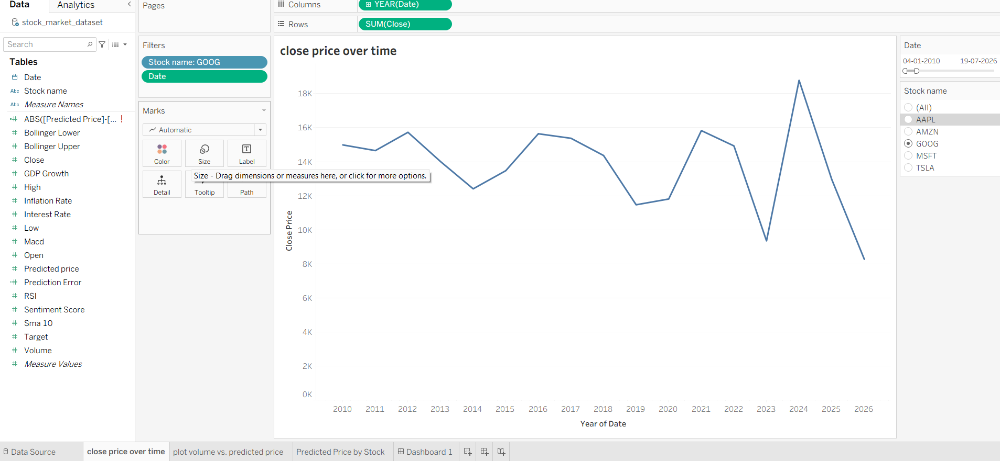 Data
Analytics
stock_market_dataset
Search
Tables
Date
Abc Stock name
Abc Measure Names
ABS([Predicted Price]-[... !
Bollinger Lower
Bollinger Upper
Close
GDP Growth
High
Inflation Rate
Interest Rate
Low
Macd
Open
Predicted price
Prediction Error
RSI
Sentiment Score
Sma 10
Target
Volume
Measure Values
Pages
Filters
Stock name: GOOG
Date
Marks
Automatic
Color
Size
Label
Size - Drag dimensions or measures here, or click for more options.
Detail
Tooltip
Path
Columns
YEAR(Date)
Rows
SUM(Close)
close price over time
18K
16K
14K
12K
10K
8K
6K
4K
2K
0K
Close Price
2010 2011 2012 2013 2014 2015 2016 2017 2018 2019 2020 2021 2022 2023 2024 2025 2026
Year of Date
Date
04-01-2010 19-07-2026
Stock name
(All)
AAPL
AMZN
GOOG
MSFT
TSLA
Data Source
close price over time
plot volume vs. predicted price
Predicted Price by Stock
Dashboard 1